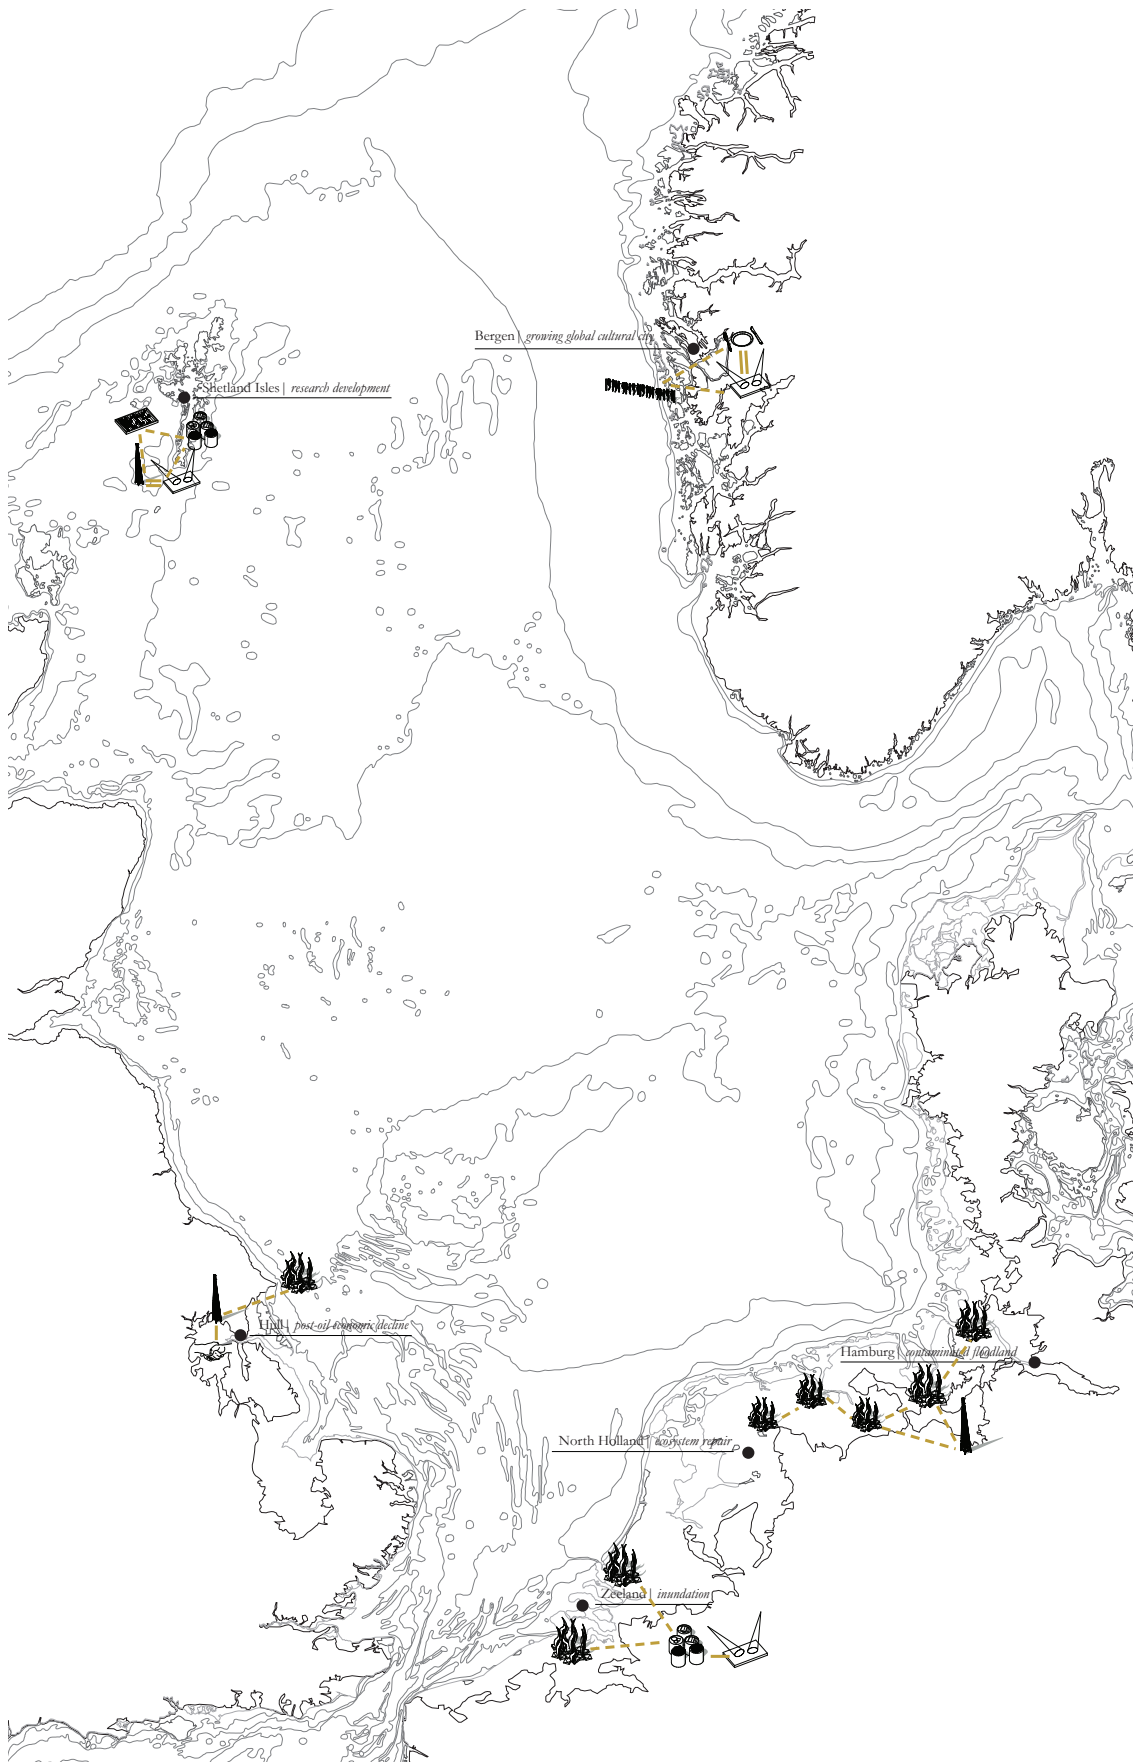 Bergen | growing global cultural city
Shetland Isles | research development
Hull | post-oil economic decline
Hamburg | contaminated floodland
North Holland | ecosystem repair
Zeeland | inundation